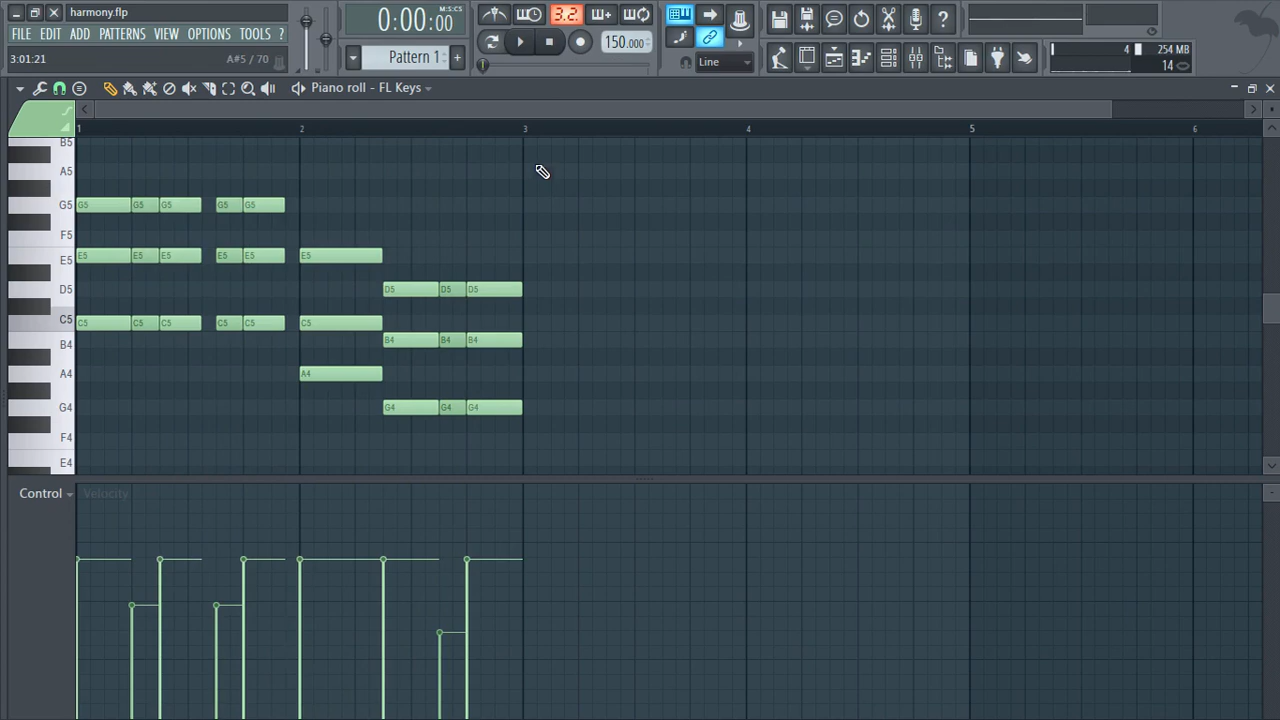 harmony.flp
0:00:00
M:S:CS
3.2.
FILE EDIT ADD PATTERNS VIEW OPTIONS TOOLS ?
150.000
Line
Pattern 1
4
254 MB
14
3:01:21
A#5 / 70
Piano roll - FL Keys
1 2 3 4 5 6
B5
A5
G5 G5 G5 G5 G5 G5
F5
E5 E5 E5 E5 E5 E5 E5
D5 D5 D5 D5
C5 C5 C5 C5 C5 C5 C5
B4 B4 B4 B4
A4 A4
G4 G4 G4 G4
F4
E4
Control
Velocity